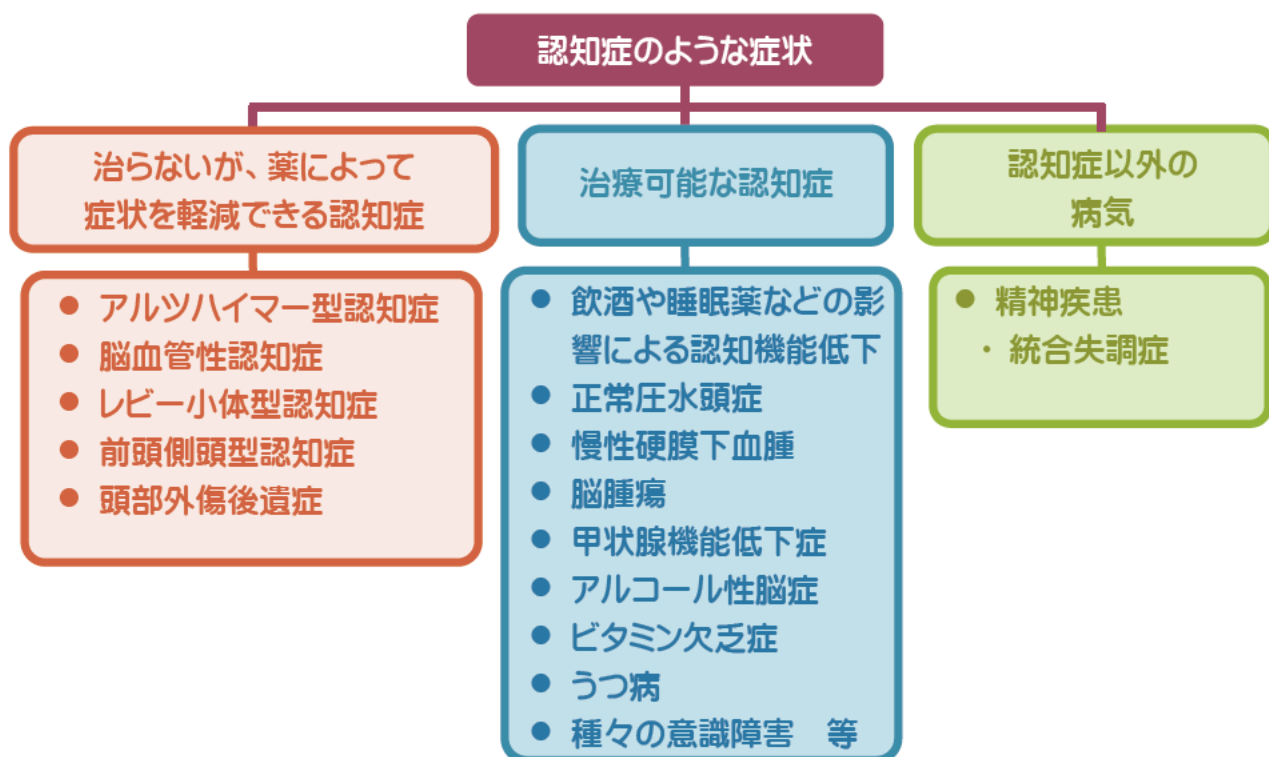 認知症のような症状
治らないが、薬によって
症状を軽減できる認知症
● アルツハイマー型認知症
● 脳血管性認知症
● レビー小体型認知症
● 前頭側頭型認知症
● 頭部外傷後遺症
治療可能な認知症
● 飲酒や睡眠薬などの影
響による認知機能低下
● 正常圧水頭症
● 慢性硬膜下血腫
● 脳腫瘍
● 甲状腺機能低下症
● アルコール性脳症
● ビタミン欠乏症
● うつ病
● 種々の意識障害　等
認知症以外の
病気
● 精神疾患
・ 統合失調症